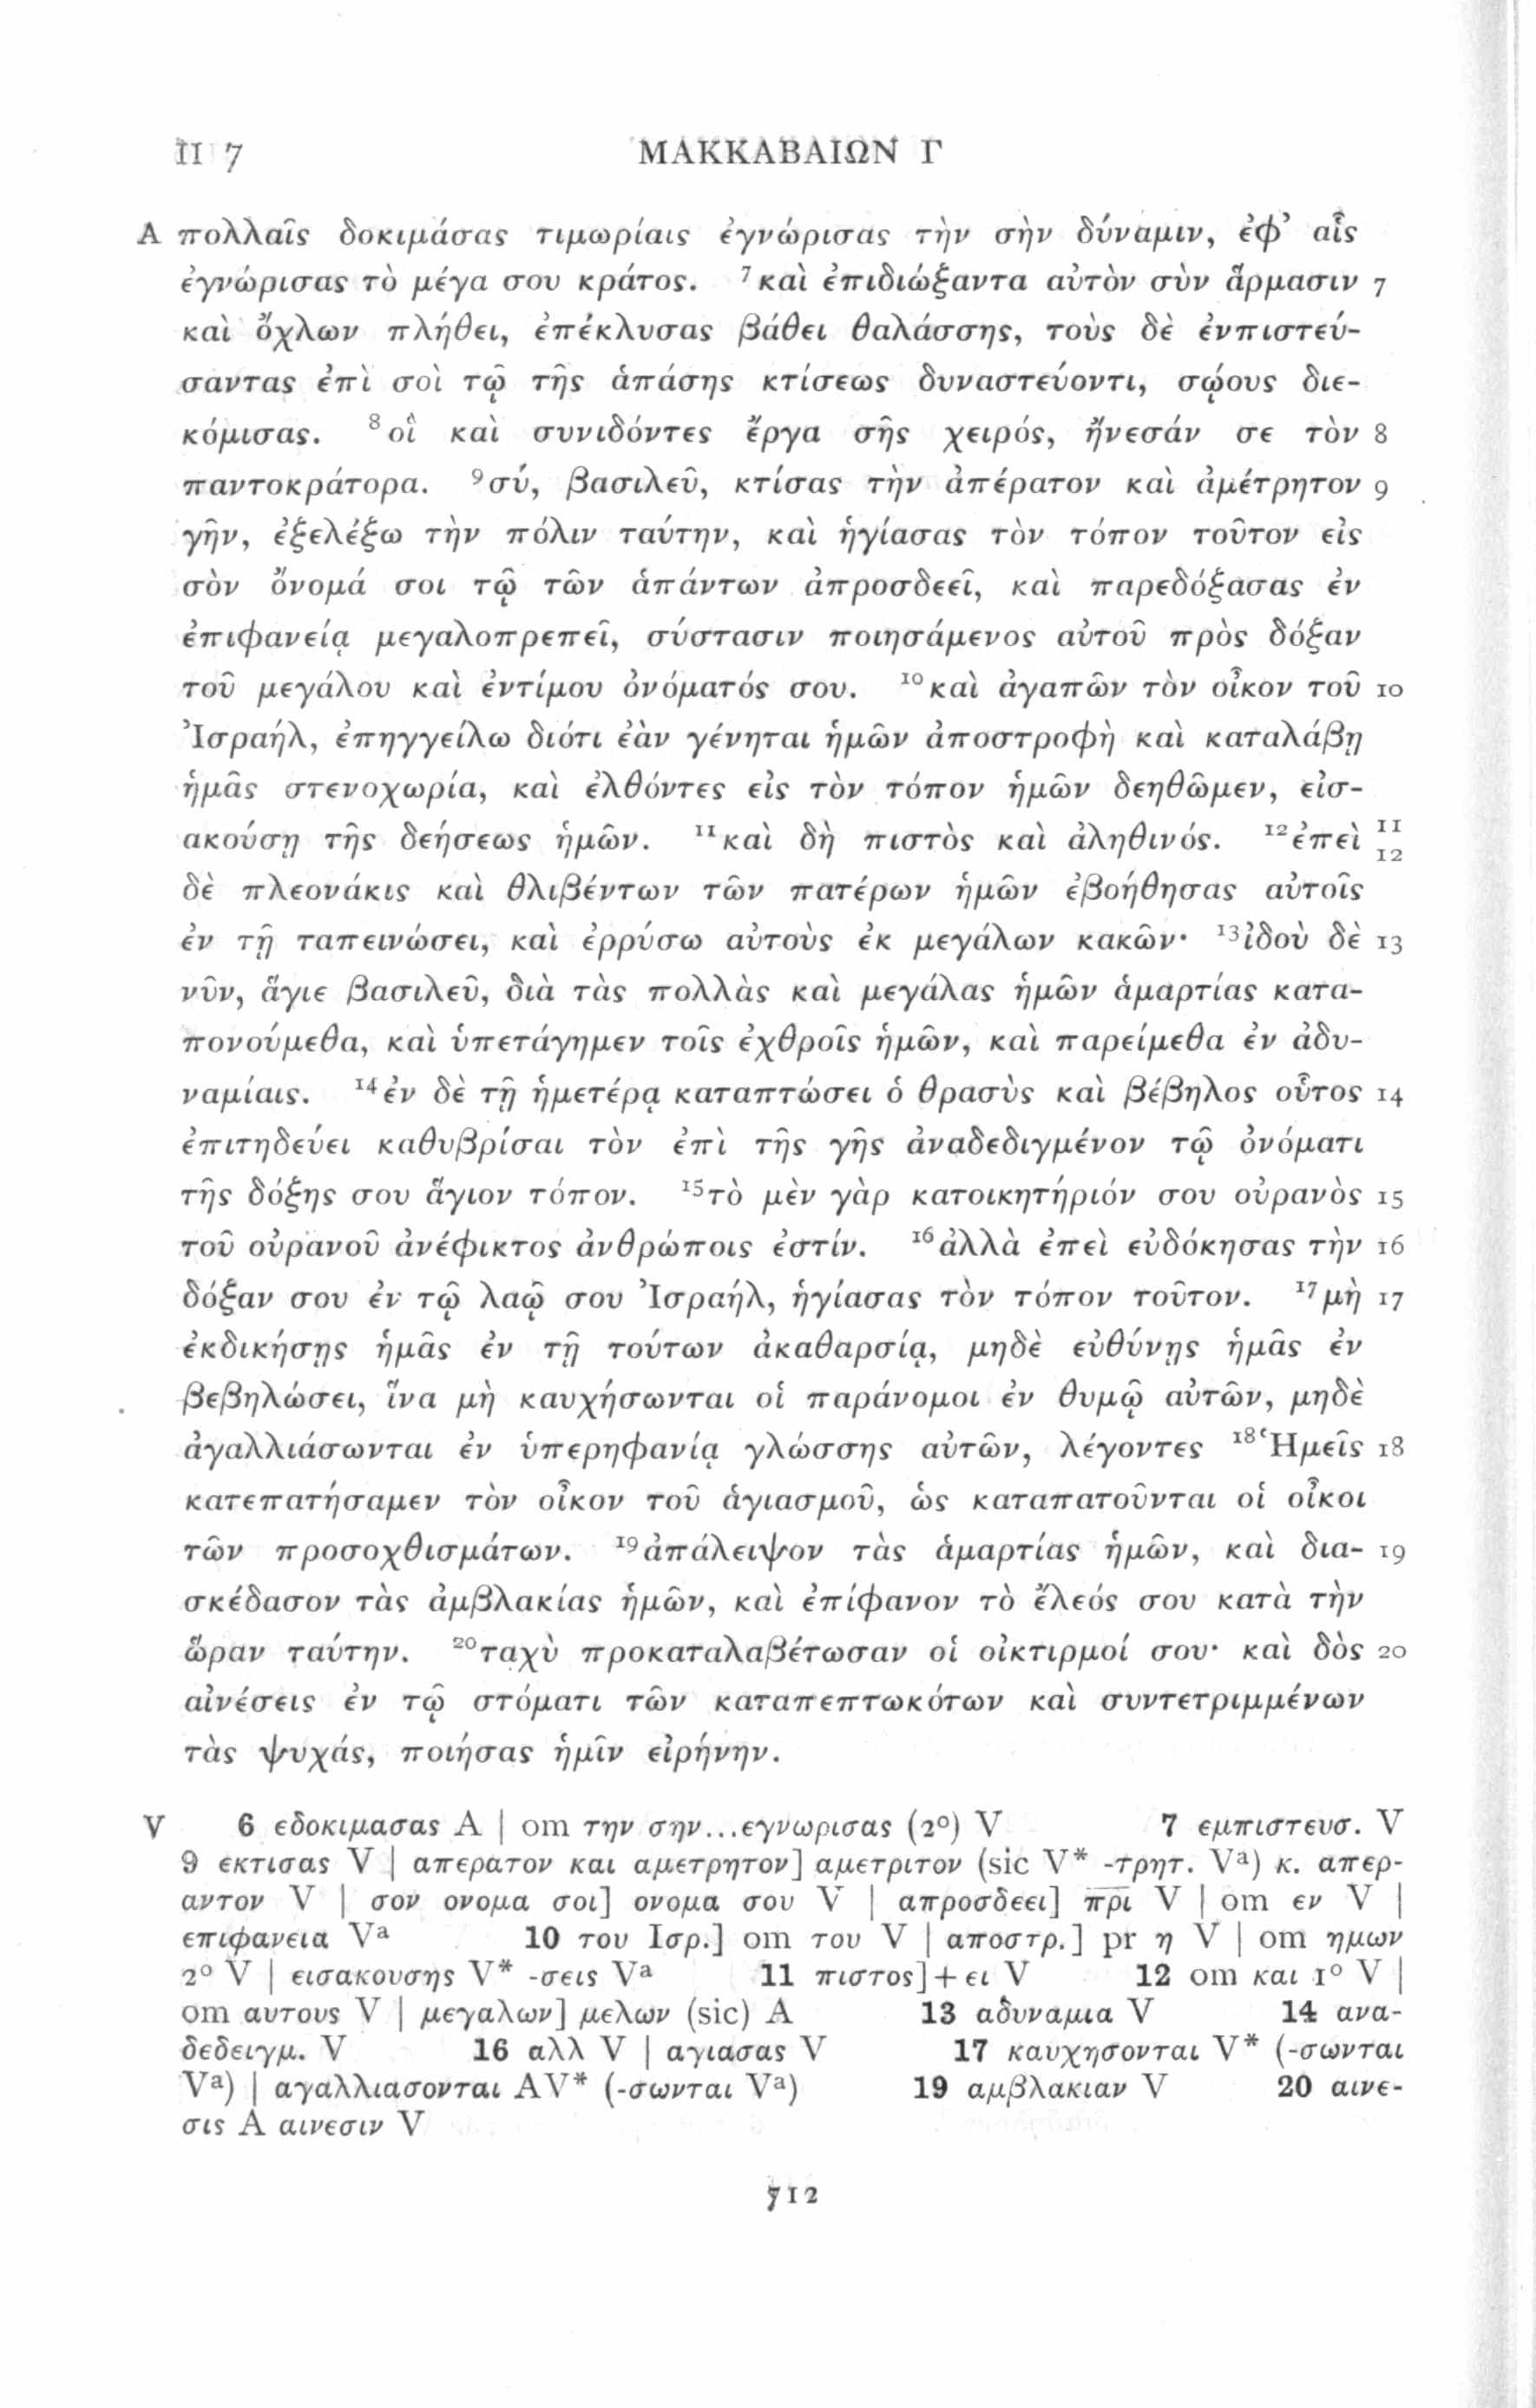 II 7 ΜΑΚΚΑΒΑΙΩΝ Γ
A πολλαῖς δοκιμάσας τιμωρίαις ἐγνώρισας τὴν σὴν δύναμιν, ἐφ’ αἷς
ἐγνώρισας τὸ μέγα σου κράτος. ⁷καὶ ἐπιδιώξαντα αὐτὸν σὺν ἅρμασιν 7
καὶ ὄχλων πλήθει, ἐπέκλυσας βάθει θαλάσσης, τοὺς δὲ ἐνπιστεύ-
σαντας ἐπὶ σοὶ τῷ τῆς ἁπάσης κτίσεως δυναστεύοντι, σῴους διε-
κόμισας. ⁸οἳ καὶ συνιδόντες ἔργα σῆς χειρός, ᾔνεσάν σε τὸν 8
παντοκράτορα. ⁹σύ, βασιλεῦ, κτίσας τὴν ἀπέρατον καὶ ἀμέτρητον 9
γῆν, ἐξελέξω τὴν πόλιν ταύτην, καὶ ἡγίασας τὸν τόπον τοῦτον εἰς
σὸν ὄνομά σοι τῷ τῶν ἁπάντων ἀπροσδεεῖ, καὶ παρεδόξασας ἐν
ἐπιφανείᾳ μεγαλοπρεπεῖ, σύστασιν ποιησάμενος αὐτοῦ πρὸς δόξαν
τοῦ μεγάλου καὶ ἐντίμου ὀνόματός σου. ¹⁰καὶ ἀγαπῶν τὸν οἶκον τοῦ 10
Ἰσραήλ, ἐπηγγείλω διότι ἐὰν γένηται ἡμῶν ἀποστροφὴ καὶ καταλάβῃ
ἡμᾶς στενοχωρία, καὶ ἐλθόντες εἰς τὸν τόπον ἡμῶν δεηθῶμεν, εἰσ-
ακούσῃ τῆς δεήσεως ἡμῶν. ¹¹καὶ δὴ πιστὸς καὶ ἀληθινός. ¹²ἐπεὶ 11 12
δὲ πλεονάκις καὶ θλιβέντων τῶν πατέρων ἡμῶν ἐβοήθησας αὐτοῖς
ἐν τῇ ταπεινώσει, καὶ ἐρρύσω αὐτοὺς ἐκ μεγάλων κακῶν· ¹³ἰδοὺ δὲ 13
νῦν, ἅγιε βασιλεῦ, διὰ τὰς πολλὰς καὶ μεγάλας ἡμῶν ἁμαρτίας κατα-
πονούμεθα, καὶ ὑπετάγημεν τοῖς ἐχθροῖς ἡμῶν, καὶ παρείμεθα ἐν ἀδυ-
ναμίαις. ¹⁴ἐν δὲ τῇ ἡμετέρᾳ καταπτώσει ὁ θρασὺς καὶ βέβηλος οὗτος 14
ἐπιτηδεύει καθυβρίσαι τὸν ἐπὶ τῆς γῆς ἀναδεδιγμένον τῷ ὀνόματι
τῆς δόξης σου ἅγιον τόπον. ¹⁵τὸ μὲν γὰρ κατοικητήριόν σου οὐρανὸς 15
τοῦ οὐρανοῦ ἀνέφικτος ἀνθρώποις ἐστίν. ¹⁶ἀλλὰ ἐπεὶ εὐδόκησας τὴν 16
δόξαν σου ἐν τῷ λαῷ σου Ἰσραήλ, ἡγίασας τὸν τόπον τοῦτον. ¹⁷μὴ 17
ἐκδικήσῃς ἡμᾶς ἐν τῇ τούτων ἀκαθαρσίᾳ, μηδὲ εὐθύνῃς ἡμᾶς ἐν
βεβηλώσει, ἵνα μὴ καυχήσωνται οἱ παράνομοι ἐν θυμῷ αὐτῶν, μηδὲ
ἀγαλλιάσωνται ἐν ὑπερηφανίᾳ γλώσσης αὐτῶν, λέγοντες ¹⁸Ἡμεῖς 18
κατεπατήσαμεν τὸν οἶκον τοῦ ἁγιασμοῦ, ὡς καταπατοῦνται οἱ οἶκοι
τῶν προσοχθισμάτων. ¹⁹ἀπάλειψον τὰς ἁμαρτίας ἡμῶν, καὶ δια- 19
σκέδασον τὰς ἀμβλακίας ἡμῶν, καὶ ἐπίφανον τὸ ἔλεός σου κατὰ τὴν
ὥραν ταύτην. ²⁰ταχὺ προκαταλαβέτωσαν οἱ οἰκτιρμοί σου· καὶ δὸς 20
αἰνέσεις ἐν τῷ στόματι τῶν καταπεπτωκότων καὶ συντετριμμένων
τὰς ψυχάς, ποιήσας ἡμῖν εἰρήνην.
V 6 εδοκιμασας A | om την σην...εγνωρισας (2º) V 7 εμπιστευσ. V
9 εκτισας V | απερατον και αμετρητον] αμετριτον (sic V* -τρητ. Vᵃ) κ. απερ-
αντον V | σον ονομα σοι] ονομα σου V | απροσδεει] π̅ρ̅ι̅ V | om εν V |
επιφανεια Vᵃ 10 του Ισρ.] om του V | αποστρ.] pr η V | om ημων
2º V | εισακουσης V* -σεις Vᵃ 11 πιστος]+ει V 12 om και 1º V |
om αυτους V | μεγαλων] μελων (sic) A 13 αδυναμια V 14 ανα-
δεδειγμ. V 16 αλλ V | αγιασας V 17 καυχησονται V* (-σωνται
Vᵃ) | αγαλλιασονται AV* (-σωνται Vᵃ) 19 αμβλακιαν V 20 αινε-
σις A αινεσιν V
712